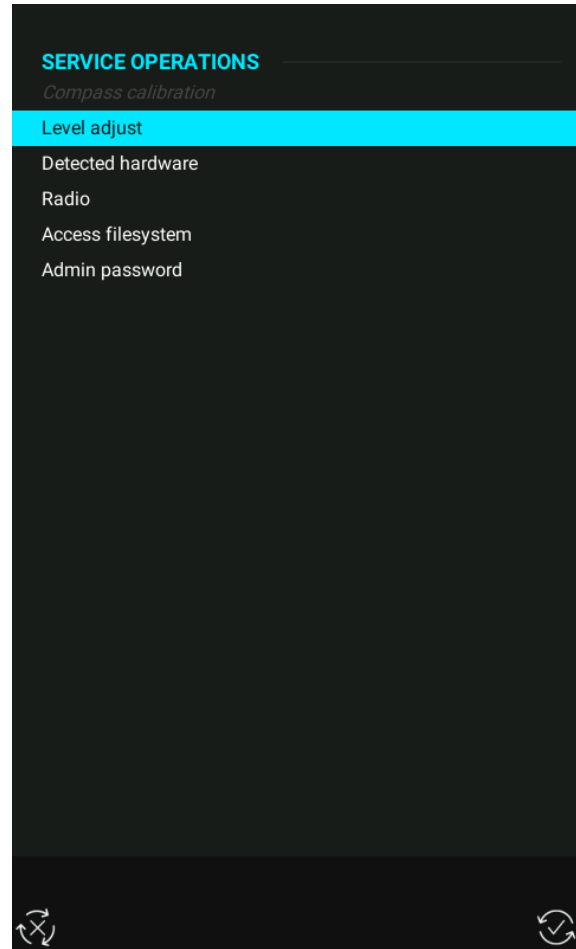 SERVICE OPERATIONS
Compass calibration
Level adjust
Detected hardware
Radio
Access filesystem
Admin password